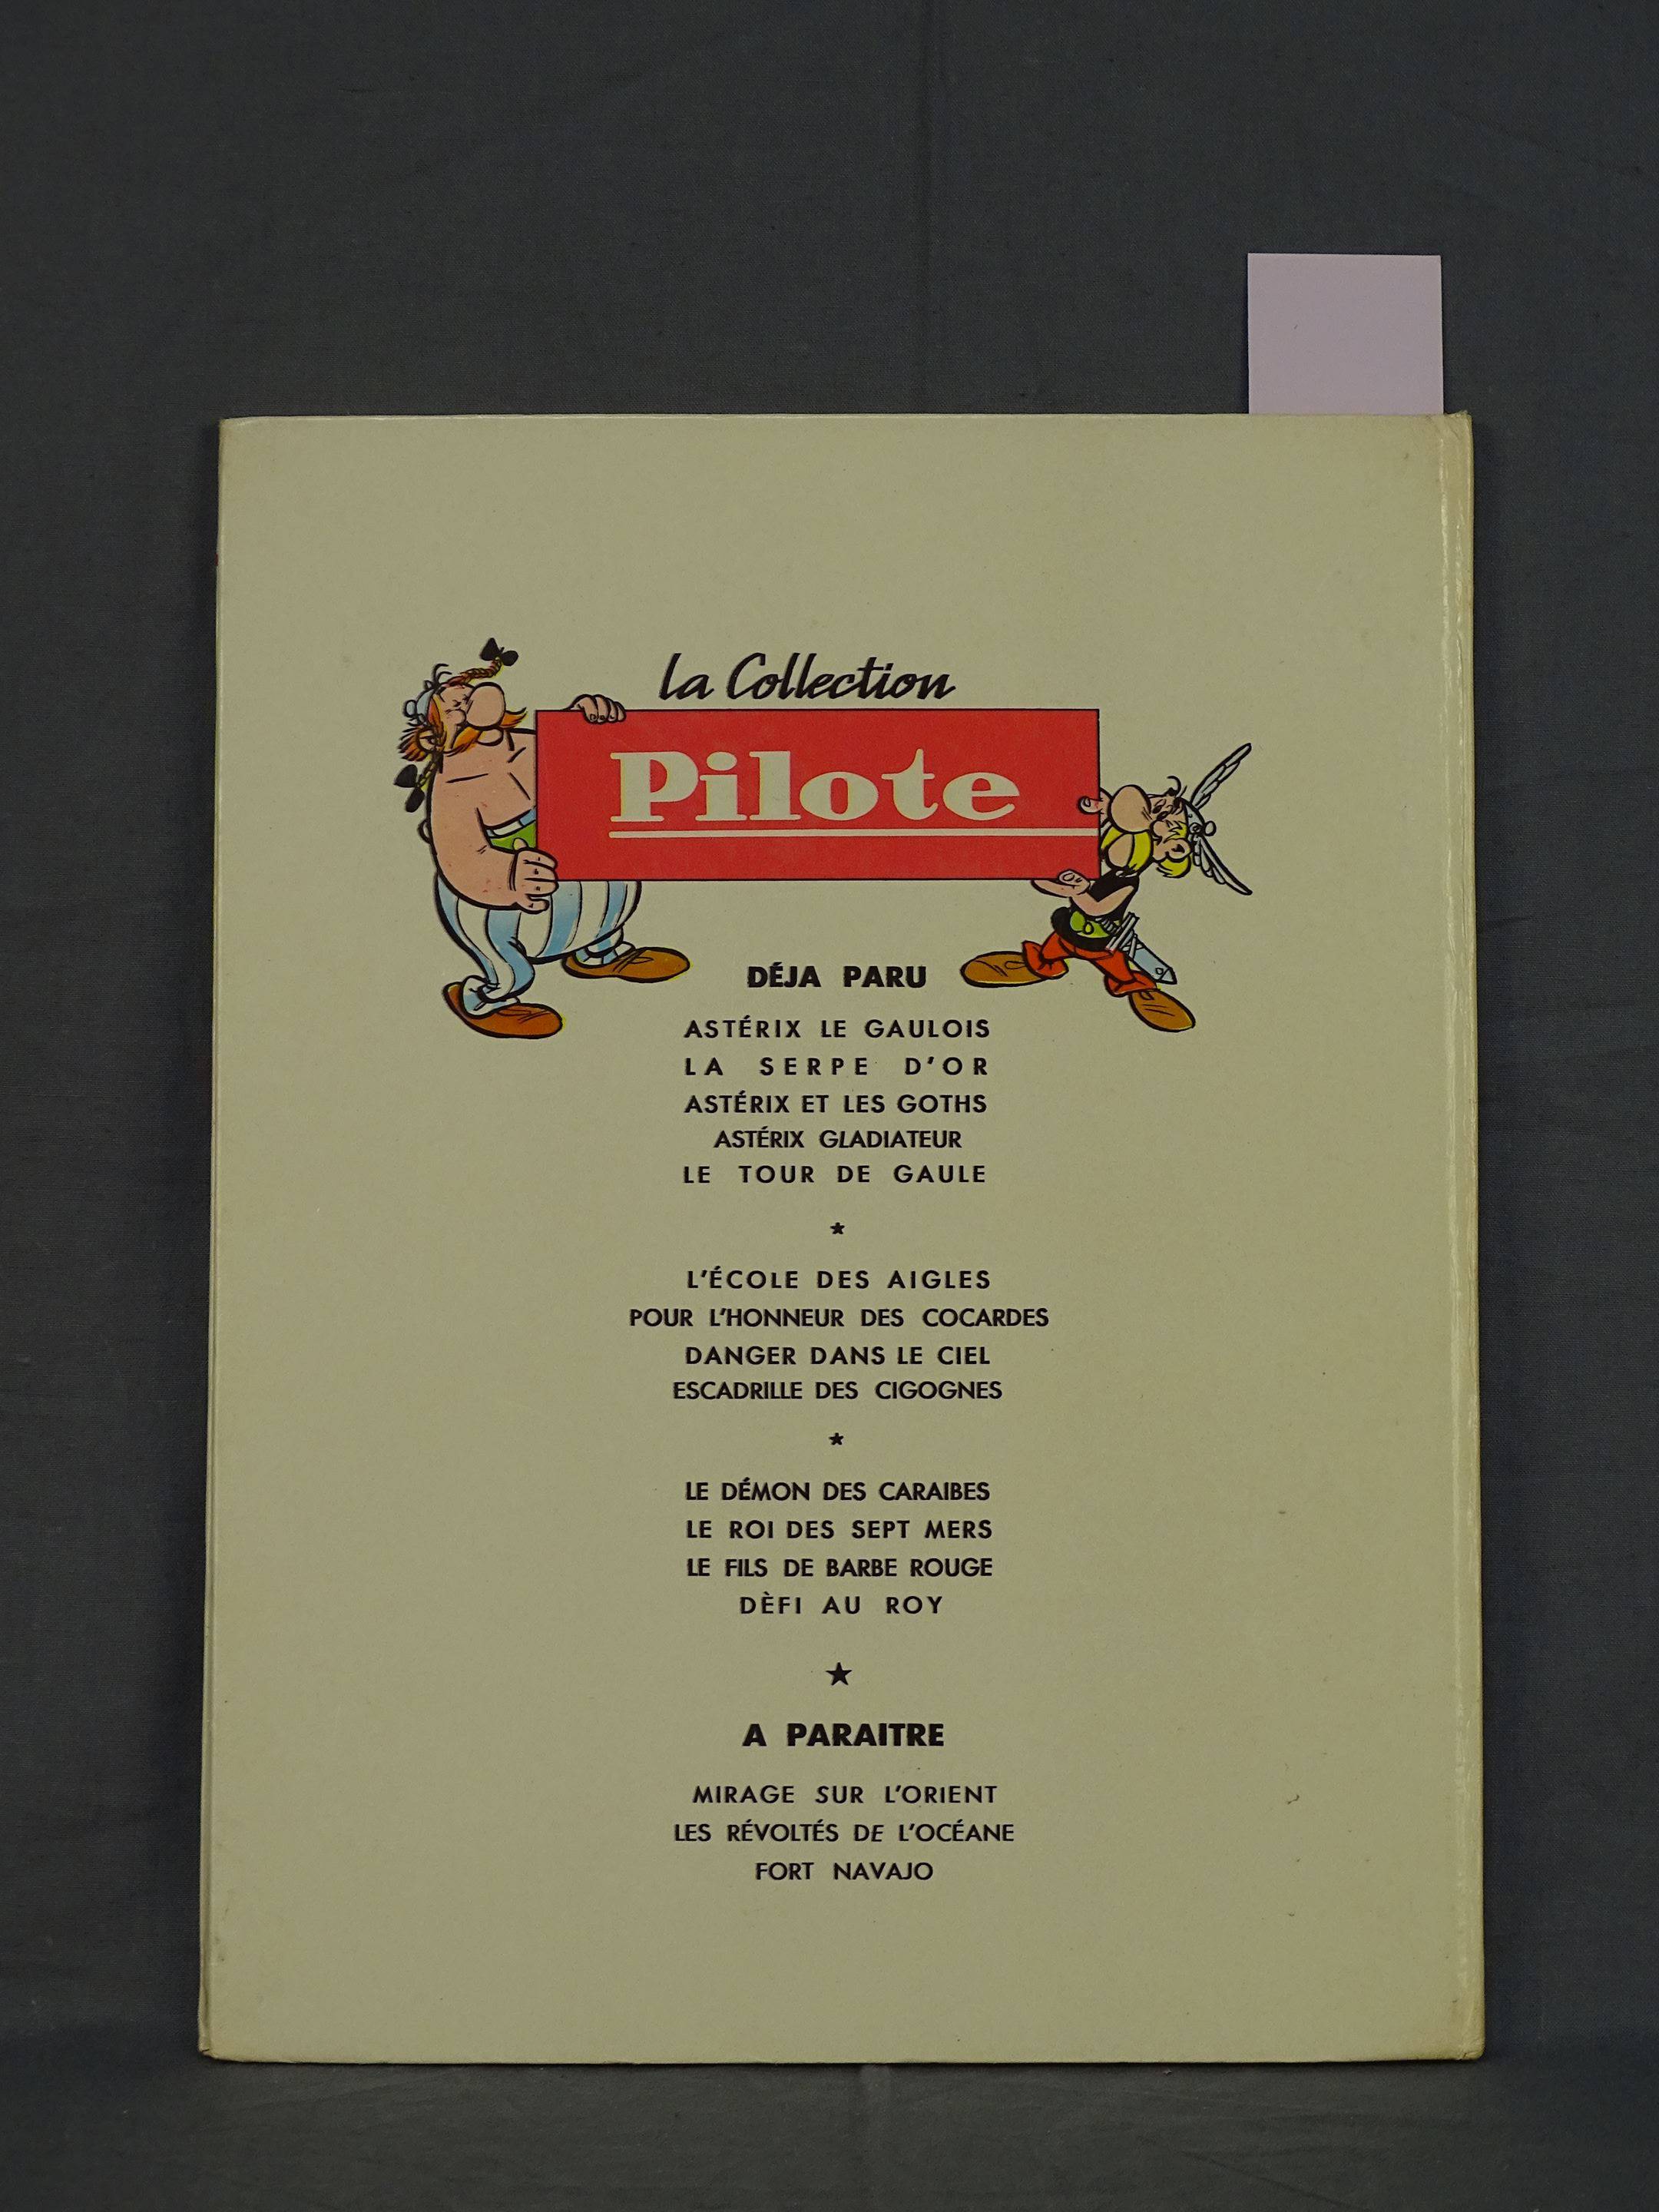 la Collection
Pilote
DÉJA PARU
ASTÉRIX LE GAULOIS
LA SERPE D'OR
ASTÉRIX ET LES GOTHS
ASTÉRIX GLADIATEUR
LE TOUR DE GAULE
★
L'ÉCOLE DES AIGLES
POUR L'HONNEUR DES COCARDES
DANGER DANS LE CIEL
ESCADRILLE DES CIGOGNES
★
LE DÉMON DES CARAIBES
LE ROI DES SEPT MERS
LE FILS DE BARBE ROUGE
DÈFI AU ROY
★
A PARAITRE
MIRAGE SUR L'ORIENT
LES RÉVOLTÉS DE L'OCÉANE
FORT NAVAJO